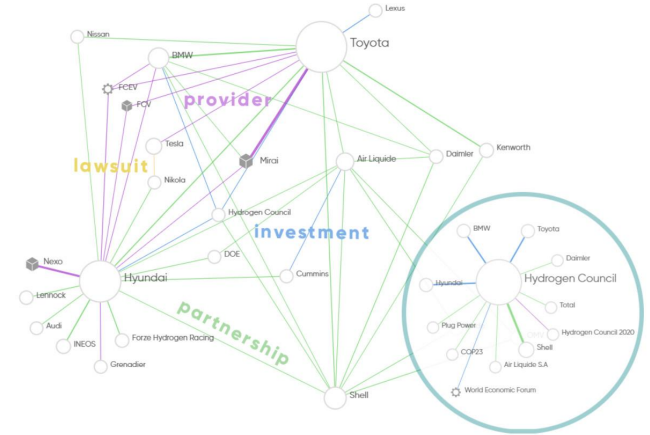 Lexus
Nissan
Toyota
BMW
FCEV
FCV
provider
Tesla
Mirai
Air Liquide
Daimler
Kenworth
lawsuit
Nikola
Hydrogen Council
investment
DOE
Nexo
Hyundai
Cummins
Lennock
partnership
Audi
INEOS
Forze Hydrogen Racing
Grenadier
Shell
BMW
Toyota
Daimler
Hyundai
Hydrogen Council
Total
Plug Power
Hydrogen Council 2020
COP23
Shell
Air Liquide S.A
World Economic Forum